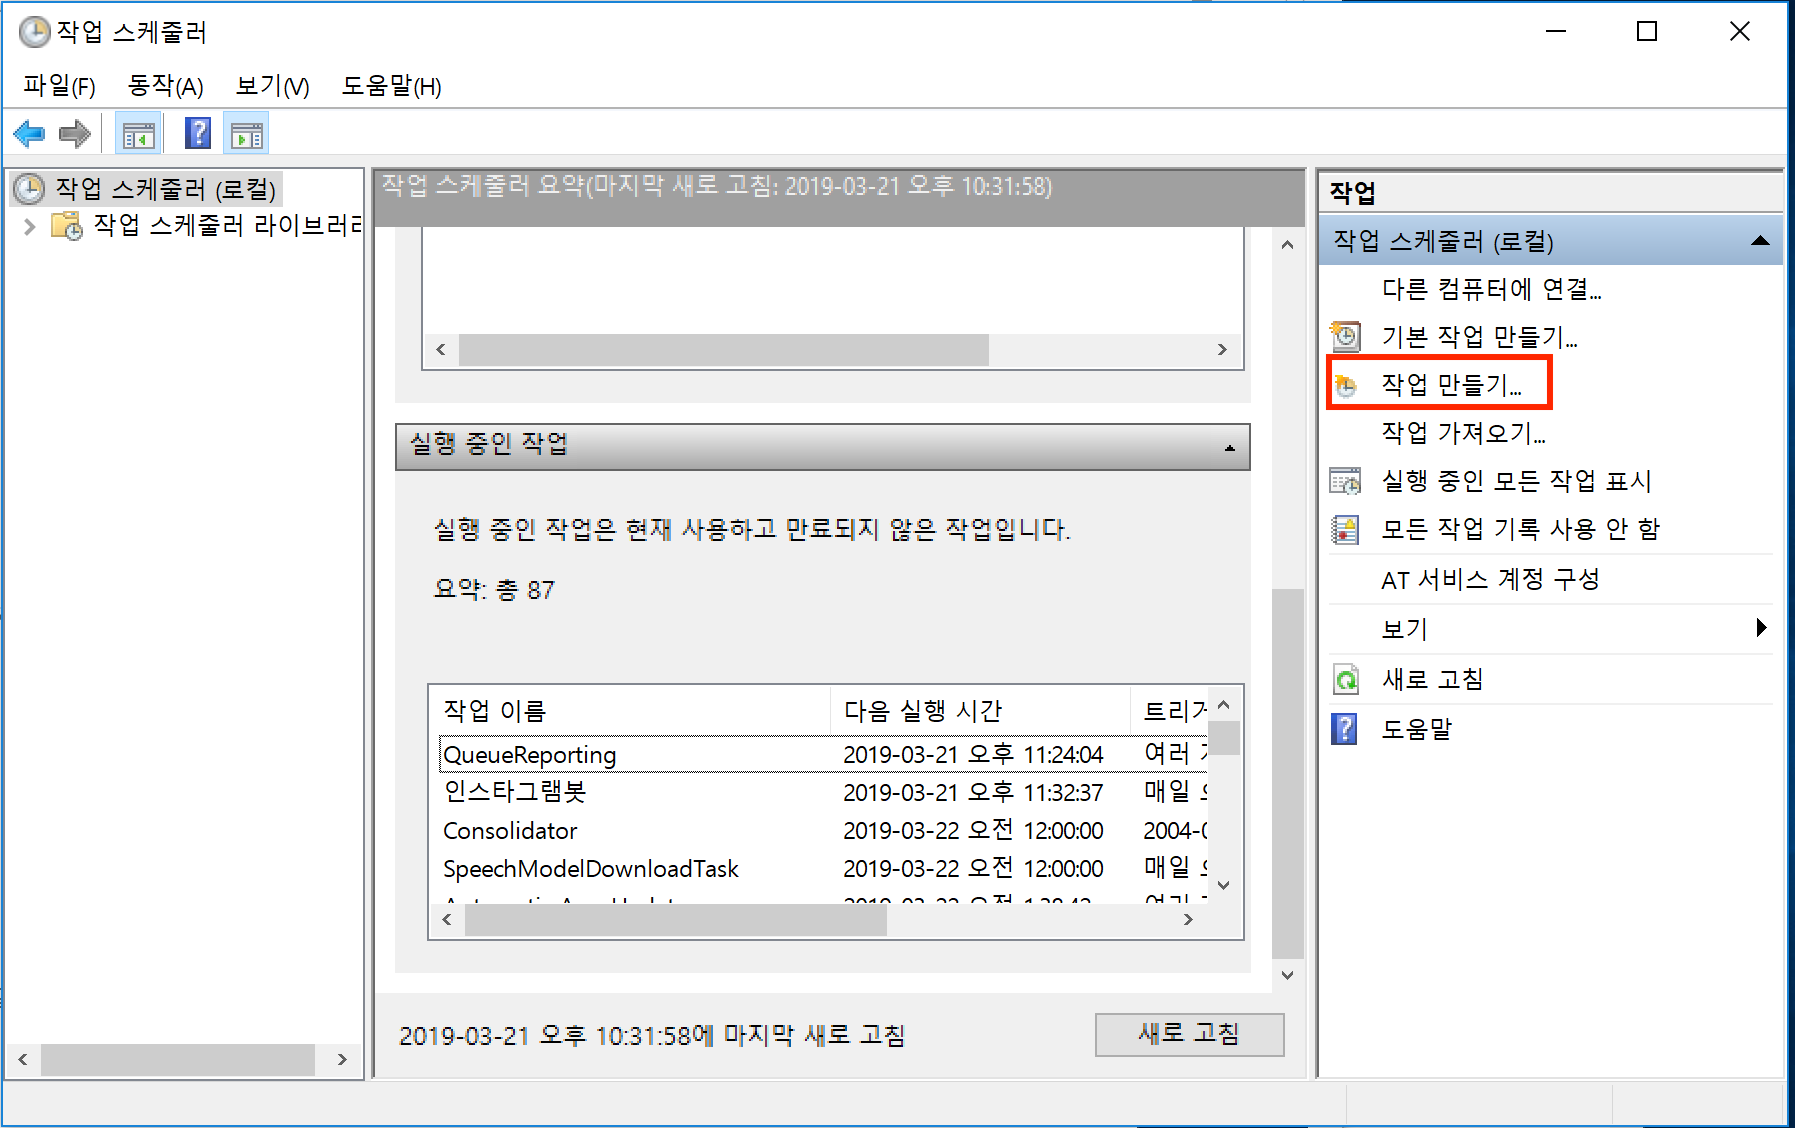 작업 스케줄러
파일(F) 동작(A) 보기(V) 도움말(H)
작업 스케줄러 (로컬)
작업 스케줄러 라이브러리
작업 스케줄러 요약(마지막 새로 고침: 2019-03-21 오후 10:31:58)
실행 중인 작업
실행 중인 작업은 현재 사용하고 만료되지 않은 작업입니다.
요약: 총 87
작업 이름 다음 실행 시간 트리거
QueueReporting 2019-03-21 오후 11:24:04 여러
인스타그램봇 2019-03-21 오후 11:32:37 매일
Consolidator 2019-03-22 오전 12:00:00 2004-0
SpeechModelDownloadTask 2019-03-22 오전 12:00:00 매일
2019-03-21 오후 10:31:58에 마지막 새로 고침
새로 고침
작업
작업 스케줄러 (로컬)
다른 컴퓨터에 연결...
기본 작업 만들기...
작업 만들기...
작업 가져오기...
실행 중인 모든 작업 표시
모든 작업 기록 사용 안 함
AT 서비스 계정 구성
보기
새로 고침
도움말